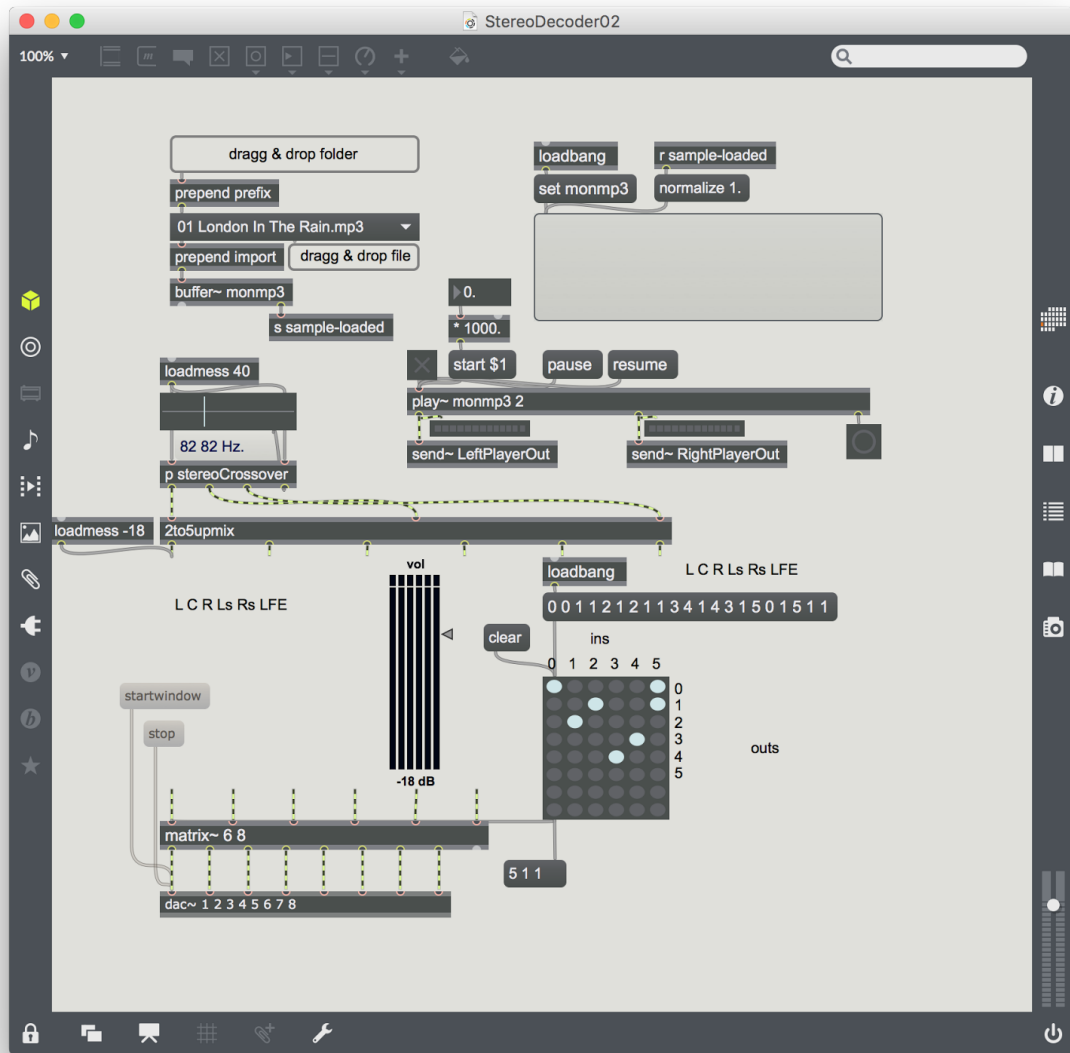 StereoDecoder02
100%
dragg & drop folder
prepend prefix
01 London In The Rain.mp3
prepend import
dragg & drop file
buffer~ monmp3
s sample-loaded
loadbang
r sample-loaded
set monmp3
normalize 1.
0.
* 1000.
start $1
pause
resume
play~ monmp3 2
send~ LeftPlayerOut
send~ RightPlayerOut
loadmess 40
82 82 Hz.
p stereoCrossover
loadmess -18
2to5upmix
vol
L C R Ls Rs LFE
-18 dB
loadbang
L C R Ls Rs LFE
0 0 1 1 2 1 2 1 1 3 4 1 4 3 1 5 0 1 5 1 1
clear
ins
0 1 2 3 4 5
0
1
2
3
4
5
outs
startwindow
stop
matrix~ 6 8
5 1 1
dac~ 1 2 3 4 5 6 7 8